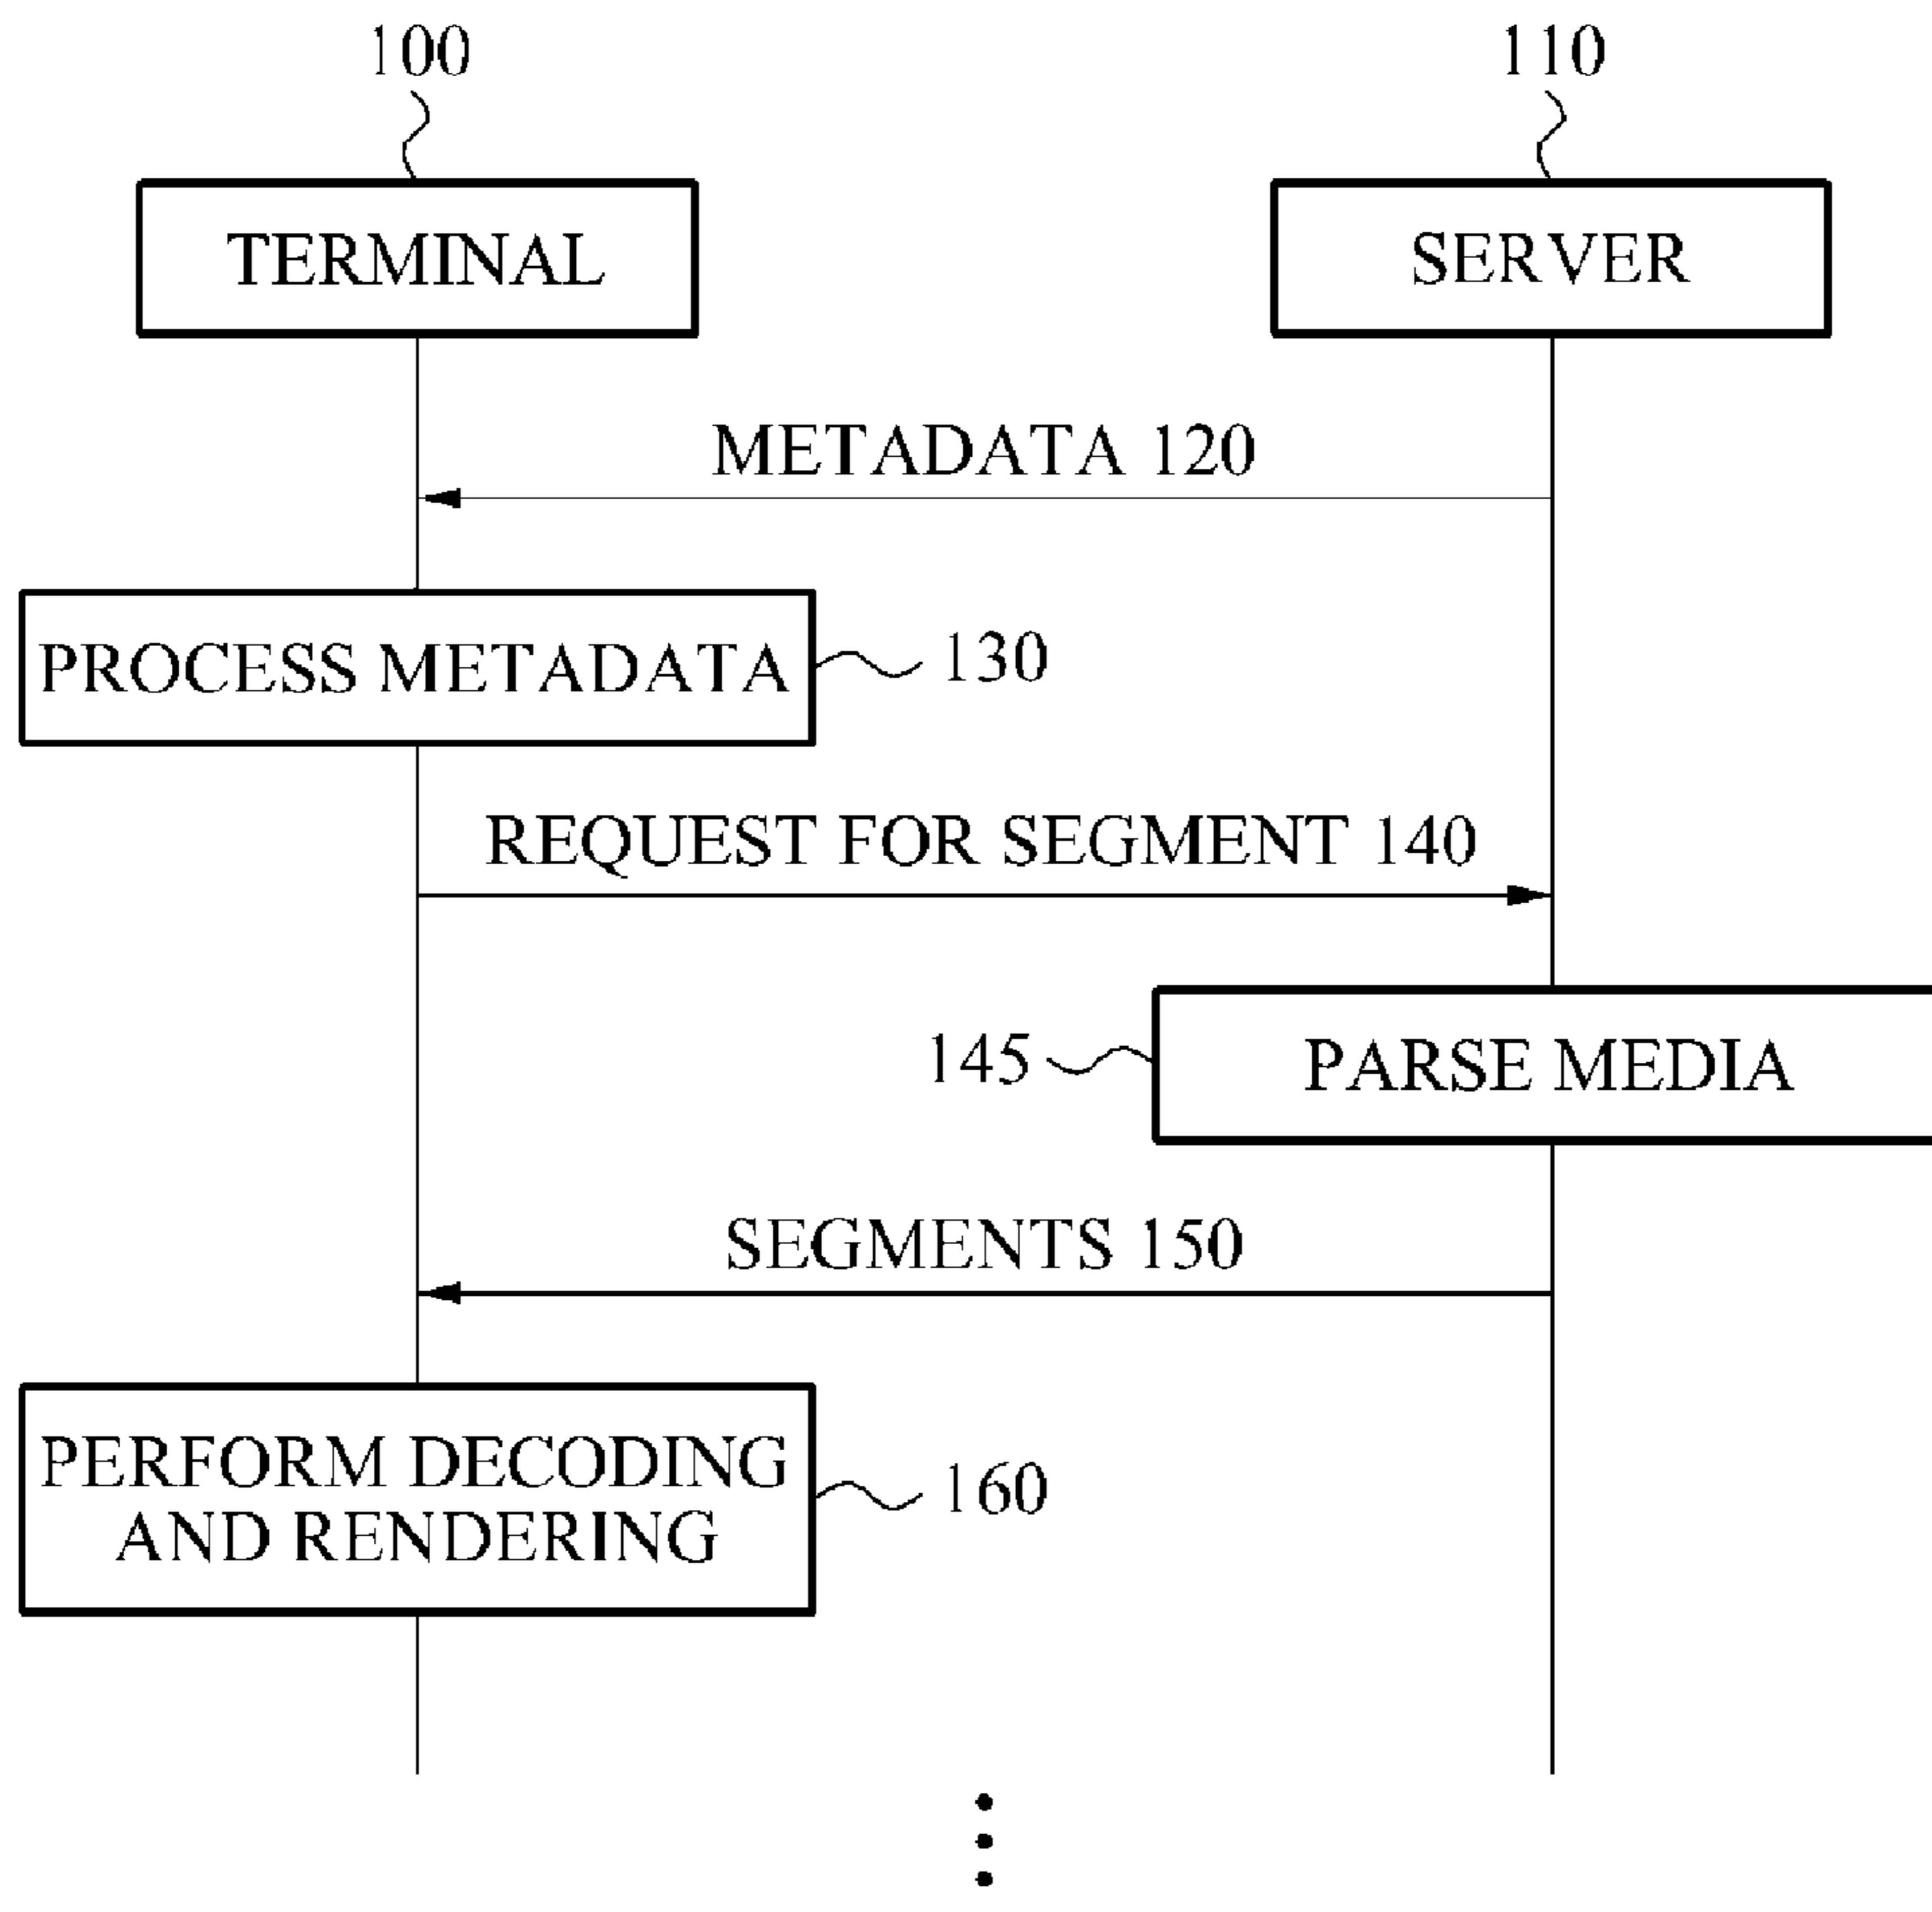 100
110
TERMINAL
SERVER
METADATA 120
PROCESS METADATA
130
REQUEST FOR SEGMENT 140
145
PARSE MEDIA
SEGMENTS 150
PERFORM DECODING
AND RENDERING
160